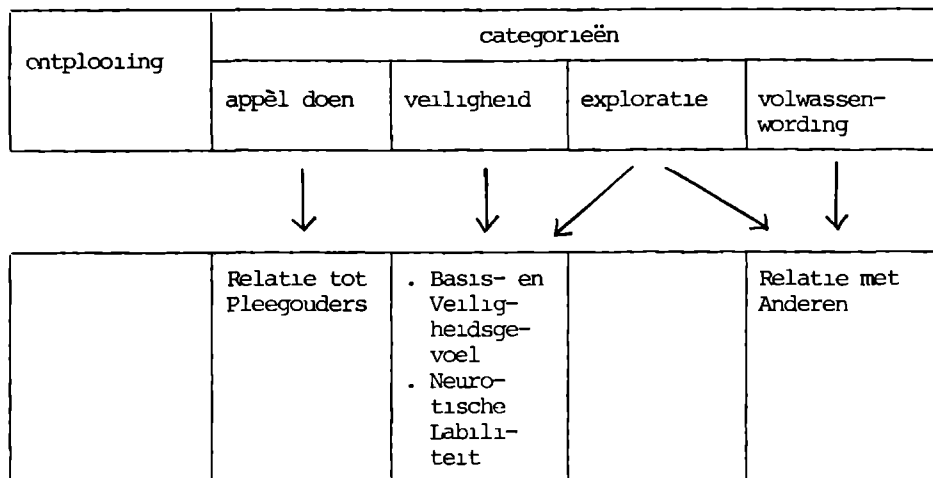 categorieën
ontplooiing
appèl doen
veiligheid
exploratie
volwassen-
wording
Relatie tot
Pleegouders
. Basis- en
Veilig-
heidsge-
voel
. Neuro-
tische
Labili-
teit
Relatie met
Anderen